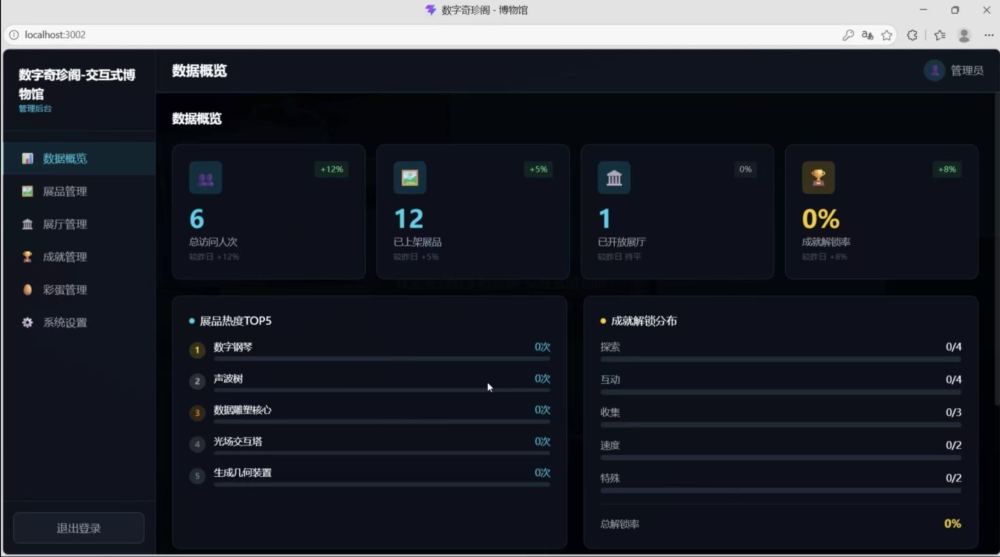 数字奇珍阁 - 博物馆
localhost:3002
数字奇珍阁-交互式博
物馆
管理后台
数据概览
展品管理
展厅管理
成就管理
彩蛋管理
系统设置
退出登录
数据概览
管理员
数据概览
+12%
6
总访问人次
较昨日 +12%
+5%
12
已上架展品
较昨日 +5%
0%
1
已开放展厅
较昨日 持平
+8%
0%
成就解锁率
较昨日 +8%
展品热度TOP5
1 数字钢琴 0次
2 声波树 0次
3 数据雕塑核心 0次
4 光场交互塔 0次
5 生成几何装置 0次
成就解锁分布
探索 0/4
互动 0/4
收集 0/3
速度 0/2
特殊 0/2
总解锁率 0%